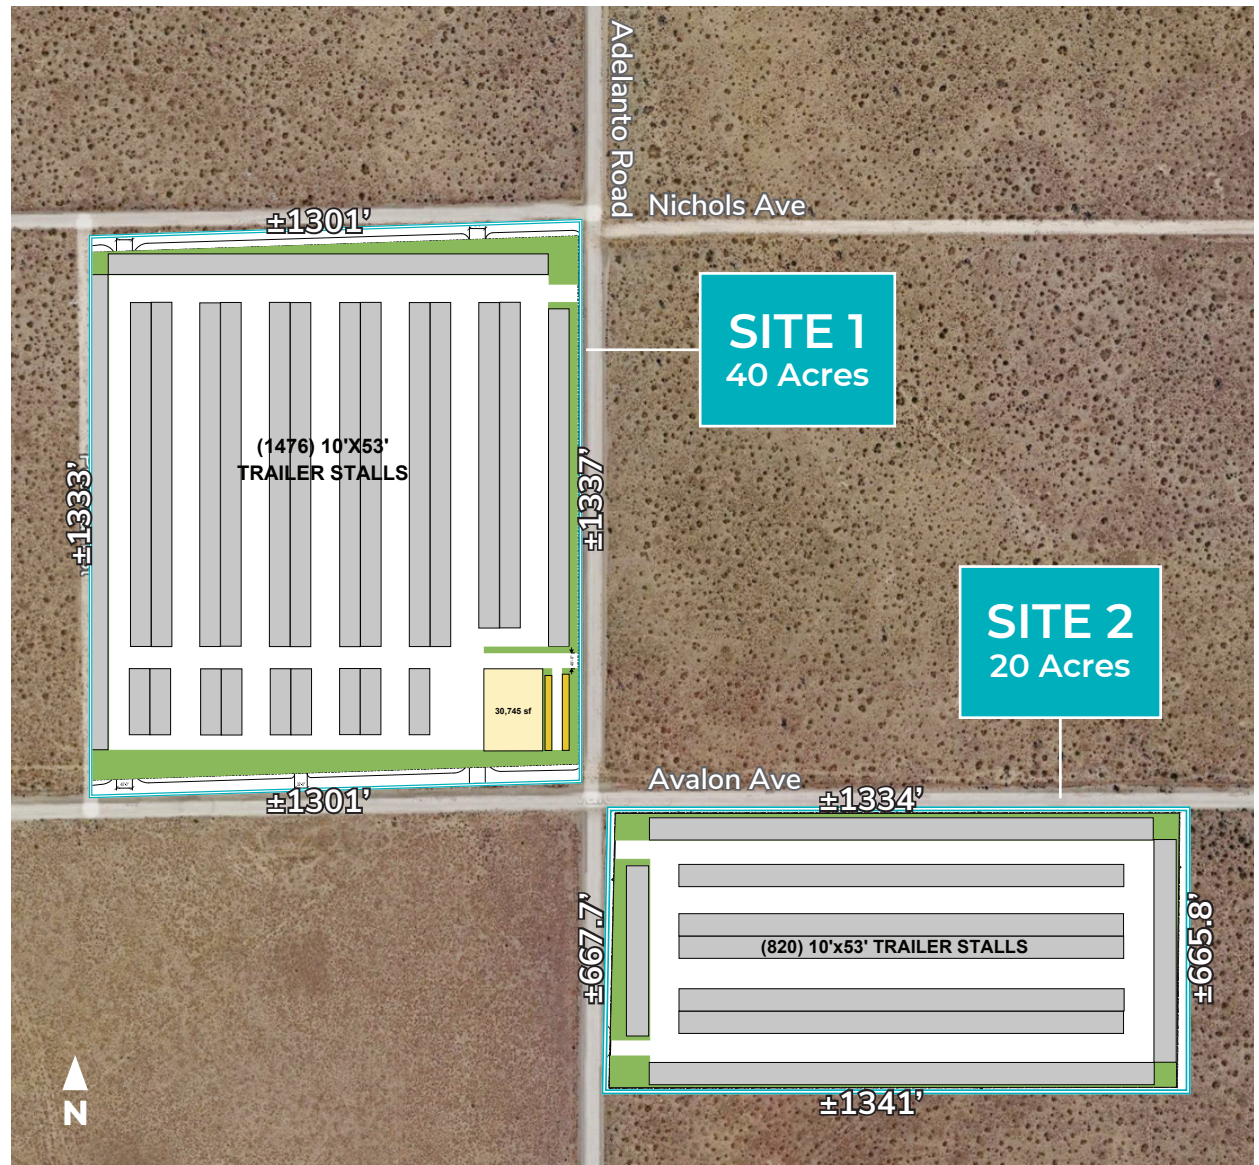 Adelanto Road
Nichols Ave
±1301’
SITE 1
40 Acres
(1476) 10'X53'
TRAILER STALLS
±1333’
±1337’
SITE 2
20 Acres
30,745 sf
Avalon Ave
±1301’
±1334’
±667.7’
(820) 10'x53' TRAILER STALLS
±665.8’
±1341’
N